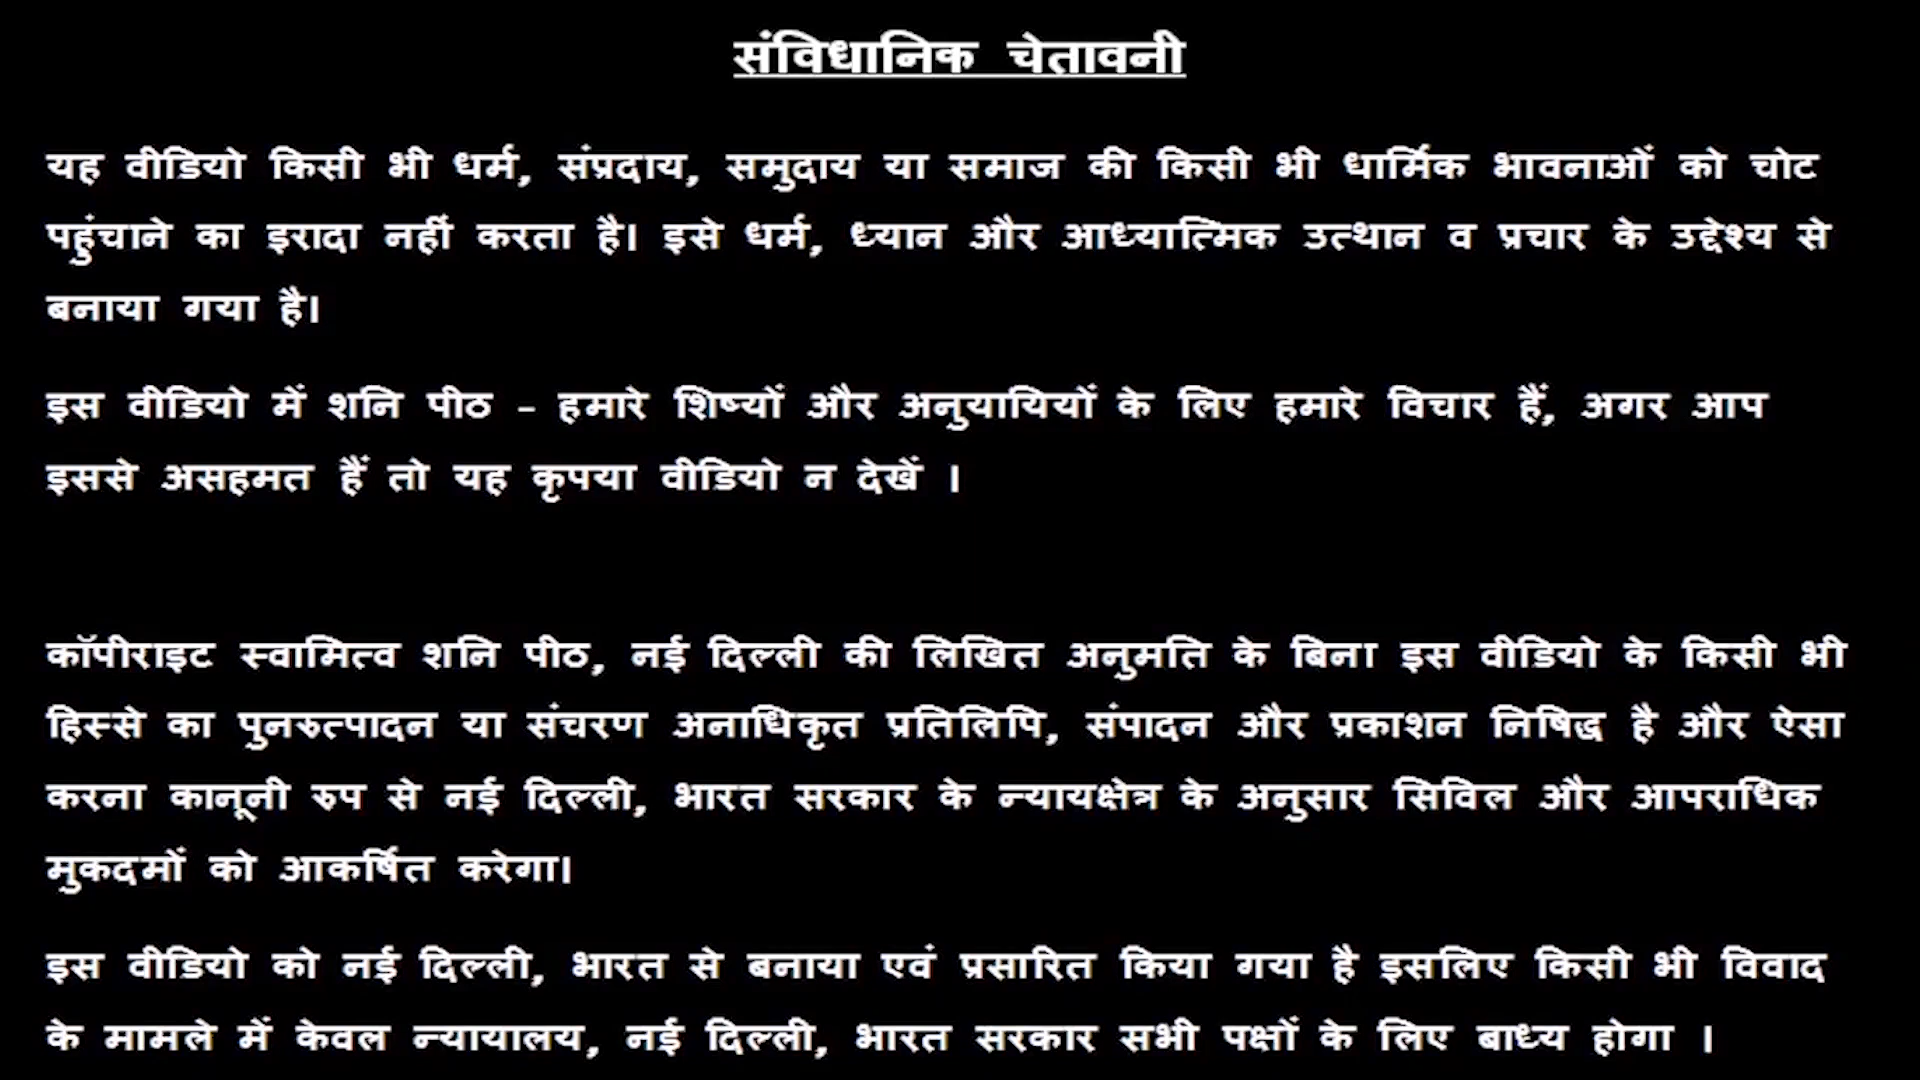 संविधानिक चेतावनी
यह वीडियो किसी भी धर्म, संप्रदाय, समुदाय या समाज की किसी भी धार्मिक भावनाओं को चोट
पहुंचाने का इरादा नहीं करता है। इसे धर्म, ध्यान और आध्यात्मिक उत्थान व प्रचार के उद्देश्य से
बनाया गया है।
इस वीडियो में शनि पीठ – हमारे शिष्यों और अनुयायियों के लिए हमारे विचार हैं, अगर आप
इससे असहमत हैं तो यह कृपया वीडियो न देखें ।
कॉपीराइट स्वामित्व शनि पीठ, नई दिल्ली की लिखित अनुमति के बिना इस वीडियो के किसी भी
हिस्से का पुनरुत्पादन या संचरण अनाधिकृत प्रतिलिपि, संपादन और प्रकाशन निषिद्ध है और ऐसा
करना कानूनी रुप से नई दिल्ली, भारत सरकार के न्यायक्षेत्र के अनुसार सिविल और आपराधिक
मुकदमों को आकर्षित करेगा।
इस वीडियो को नई दिल्ली, भारत से बनाया एवं प्रसारित किया गया है इसलिए किसी भी विवाद
के मामले में केवल न्यायालय, नई दिल्ली, भारत सरकार सभी पक्षों के लिए बाध्य होगा ।